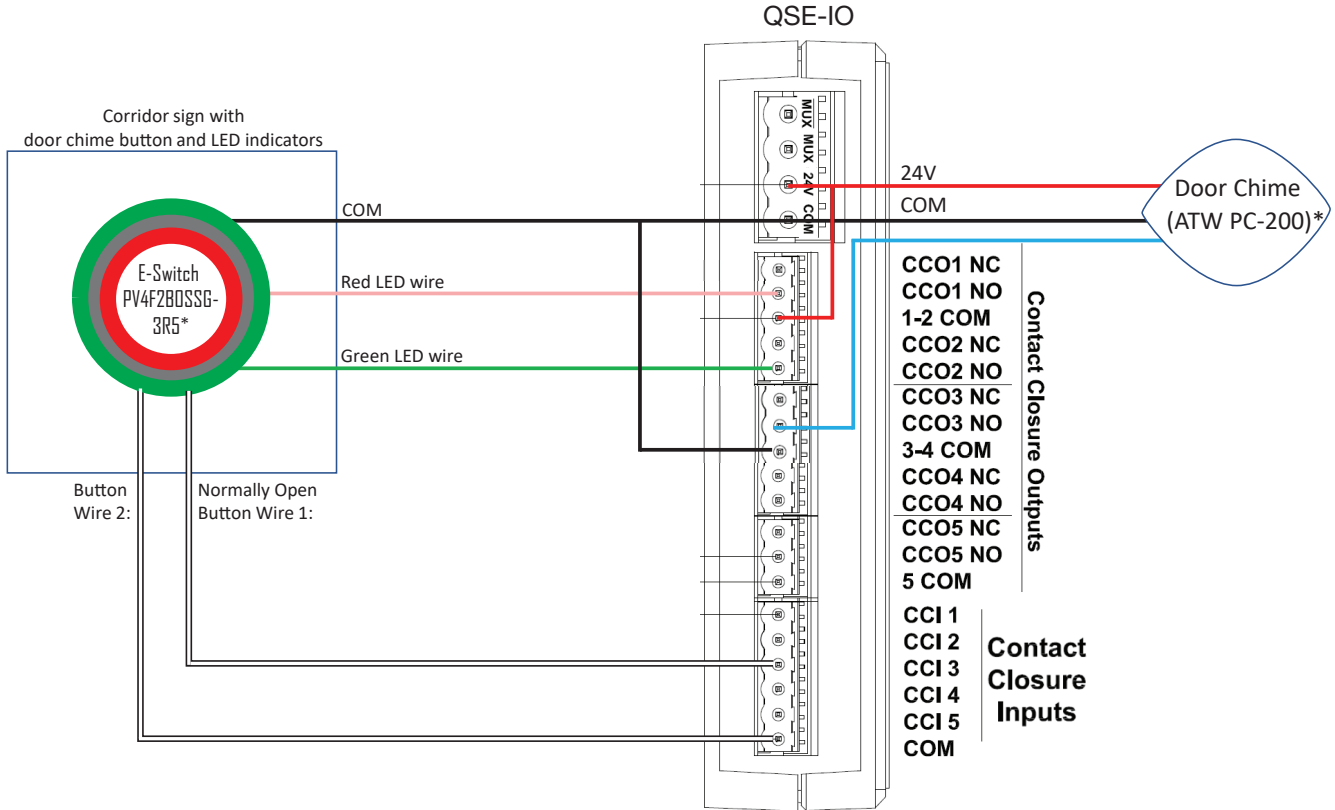 QSE-IO
Corridor sign with
door chime button and LED indicators
MUX
MUX
24V
COM
24V
COM
Door Chime
(ATW PC-200)*
COM
E-Switch
PV4F2B0SSG-
3R5*
Red LED wire
Green LED wire
Button
Wire 2:
Normally Open
Button Wire 1:
CCO1 NC
CCO1 NO
1-2 COM
CCO2 NC
CCO2 NO
CCO3 NC
CCO3 NO
3-4 COM
CCO4 NC
CCO4 NO
CCO5 NC
CCO5 NO
5 COM
Contact Closure Outputs
CCI 1
CCI 2
CCI 3
CCI 4
CCI 5
COM
Contact
Closure
Inputs